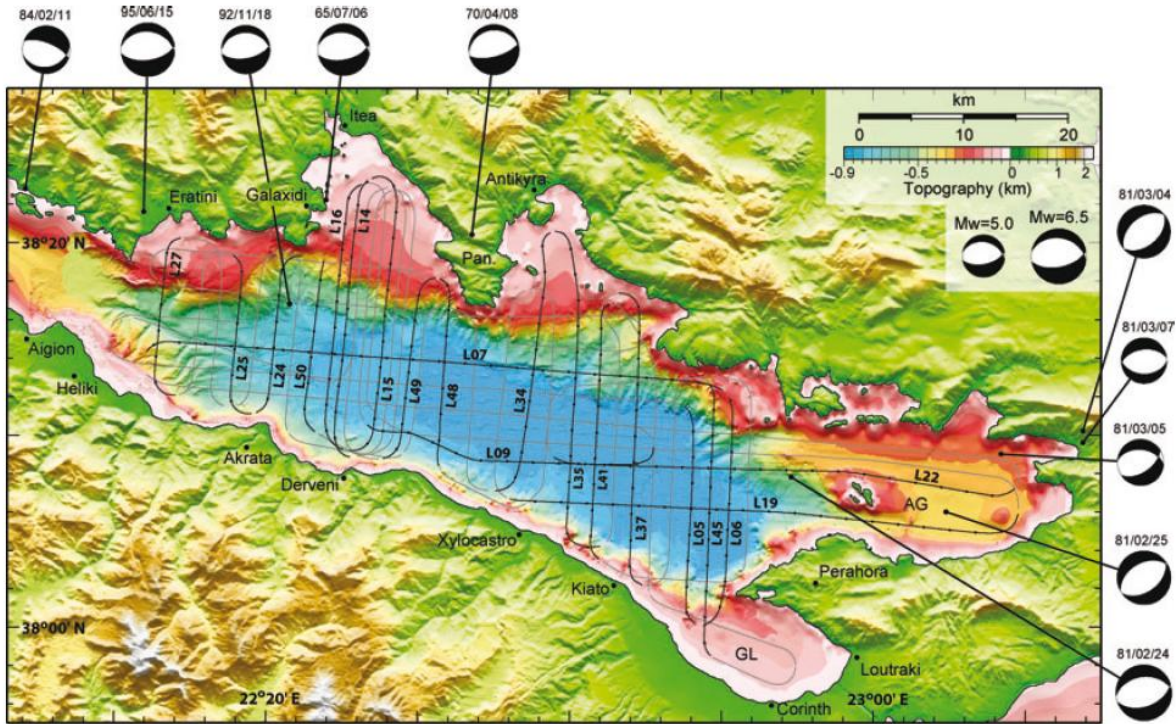 84/02/11
95/06/15
92/11/18
65/07/06
70/04/08
km
0 10 20
-0.9 -0.5 0 1 2
Topography (km)
Mw=5.0 Mw=6.5
81/03/04
81/03/07
81/03/05
81/02/25
81/02/24
Itea
Antikyra
Eratini
Galaxidi
L16
L14
38°20' N
L27
Pan.
Aigion
Heliki
L07
L25
L24
L50
L15
L49
L48
L34
L09
L35
L41
L22
AG
L19
Akrata
Derveni
Xylocastro
L37
L05
L45
L06
Kiato
Perahora
38°00' N
GL
Loutraki
22°20' E
23°00 E
Corinth